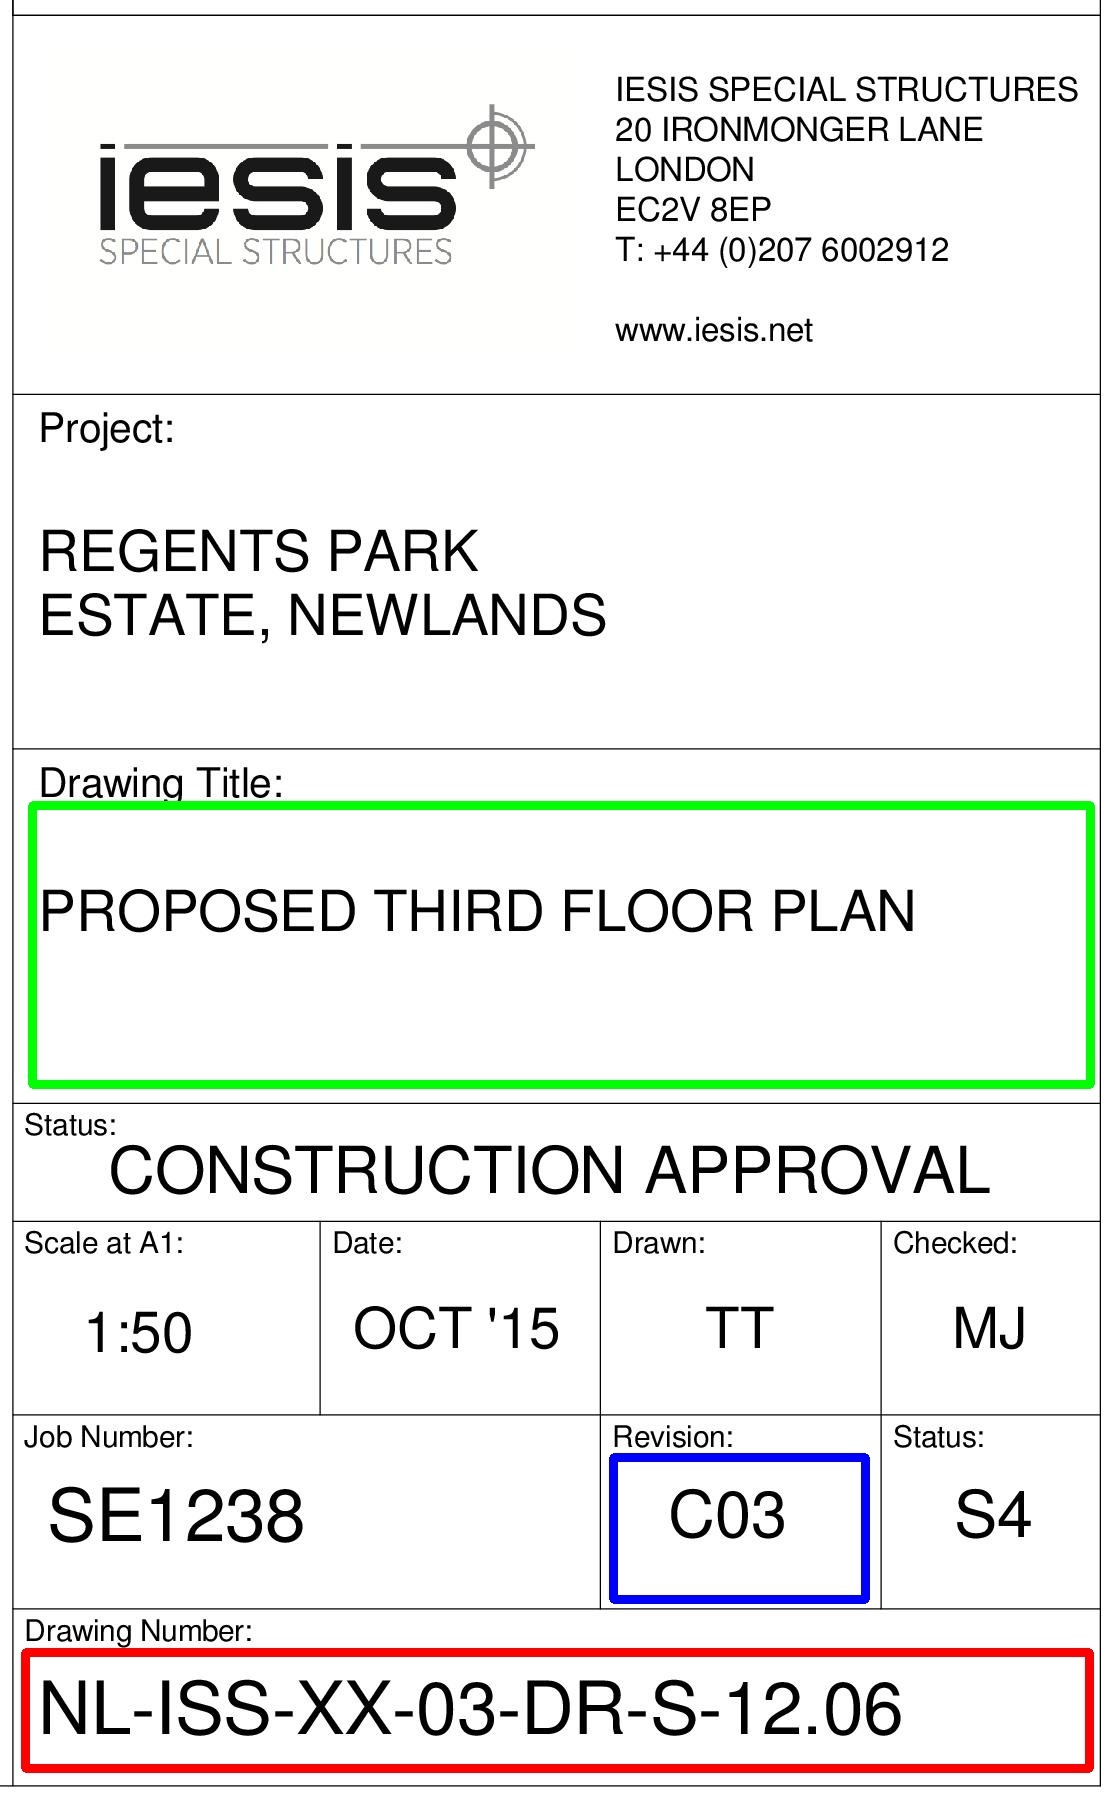 iesis
SPECIAL STRUCTURES
IESIS SPECIAL STRUCTURES
20 IRONMONGER LANE
LONDON
EC2V 8EP
T: +44 (0)207 6002912
www.iesis.net
Project:
REGENTS PARK
ESTATE, NEWLANDS
Drawing Title:
PROPOSED THIRD FLOOR PLAN
Status:
CONSTRUCTION APPROVAL
Scale at A1:
1:50
Date:
OCT '15
Drawn:
TT
Checked:
MJ
Job Number:
SE1238
Revision:
C03
Status:
S4
Drawing Number:
NL-ISS-XX-03-DR-S-12.06